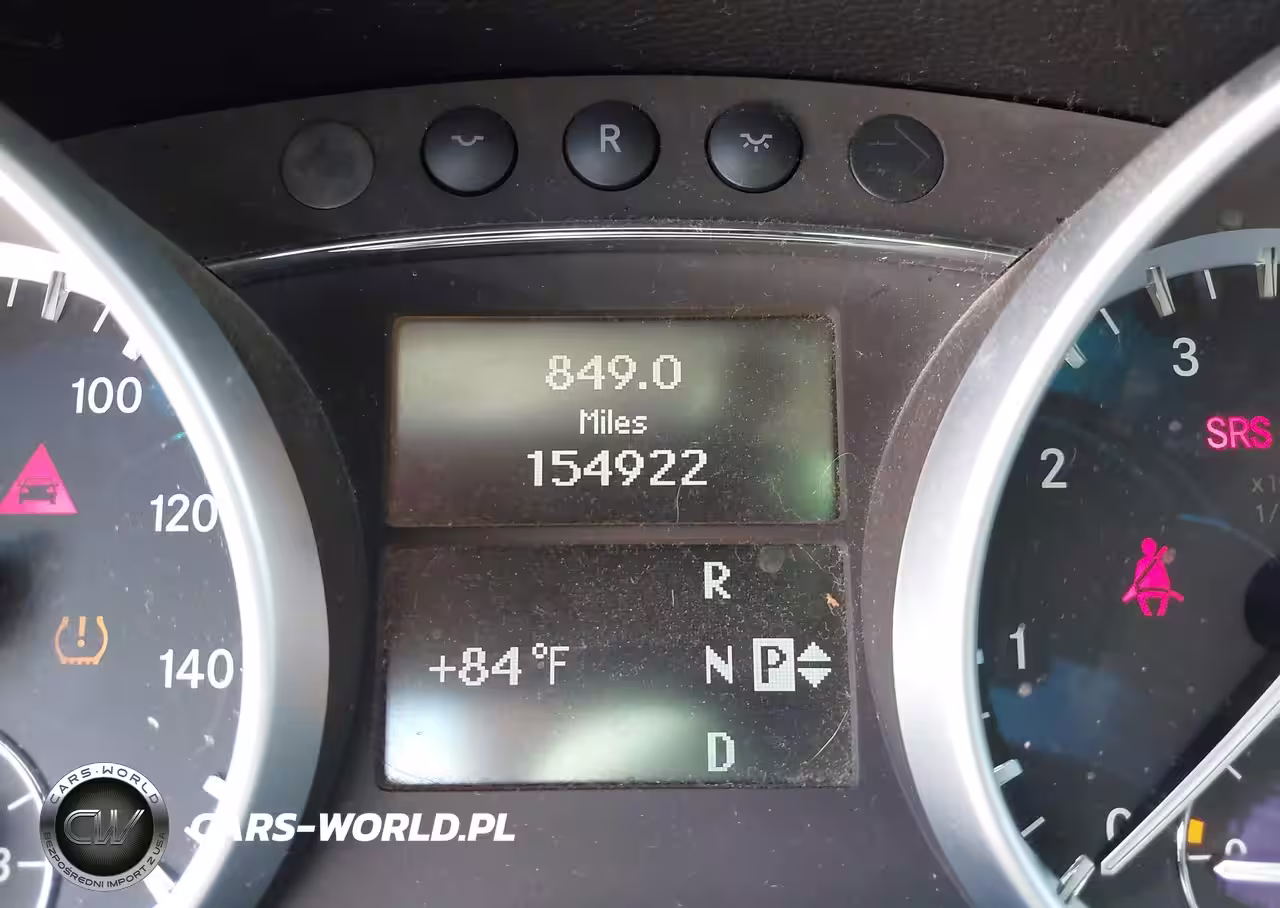 R
849.0
Miles
154922
R
+84°F
N P
D
100
120
140
3
2
1
0
SRS
CARS-WORLD
CW
BEZPOŚREDNI IMPORT Z USA
CARS-WORLD.PL